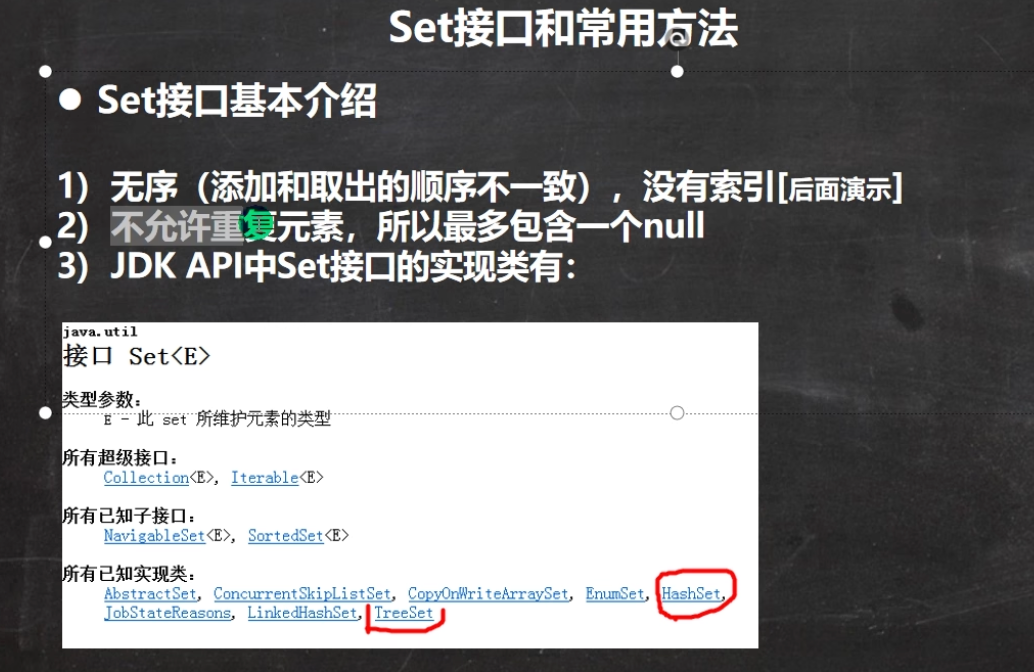 Set接口和常用方法
● Set接口基本介绍
1) 无序（添加和取出的顺序不一致）, 没有索引[后面演示]
2) 不允许重复元素，所以最多包含一个null
3) JDK API中Set接口的实现类有：
java.util
接口 Set<E>
类型参数：
E - 此 set 所维护元素的类型
所有超级接口：
Collection<E>, Iterable<E>
所有已知子接口：
NavigableSet<E>, SortedSet<E>
所有已知实现类：
AbstractSet, ConcurrentSkipListSet, CopyOnWriteArraySet, EnumSet, HashSet,
JobStateReasons, LinkedHashSet, TreeSet